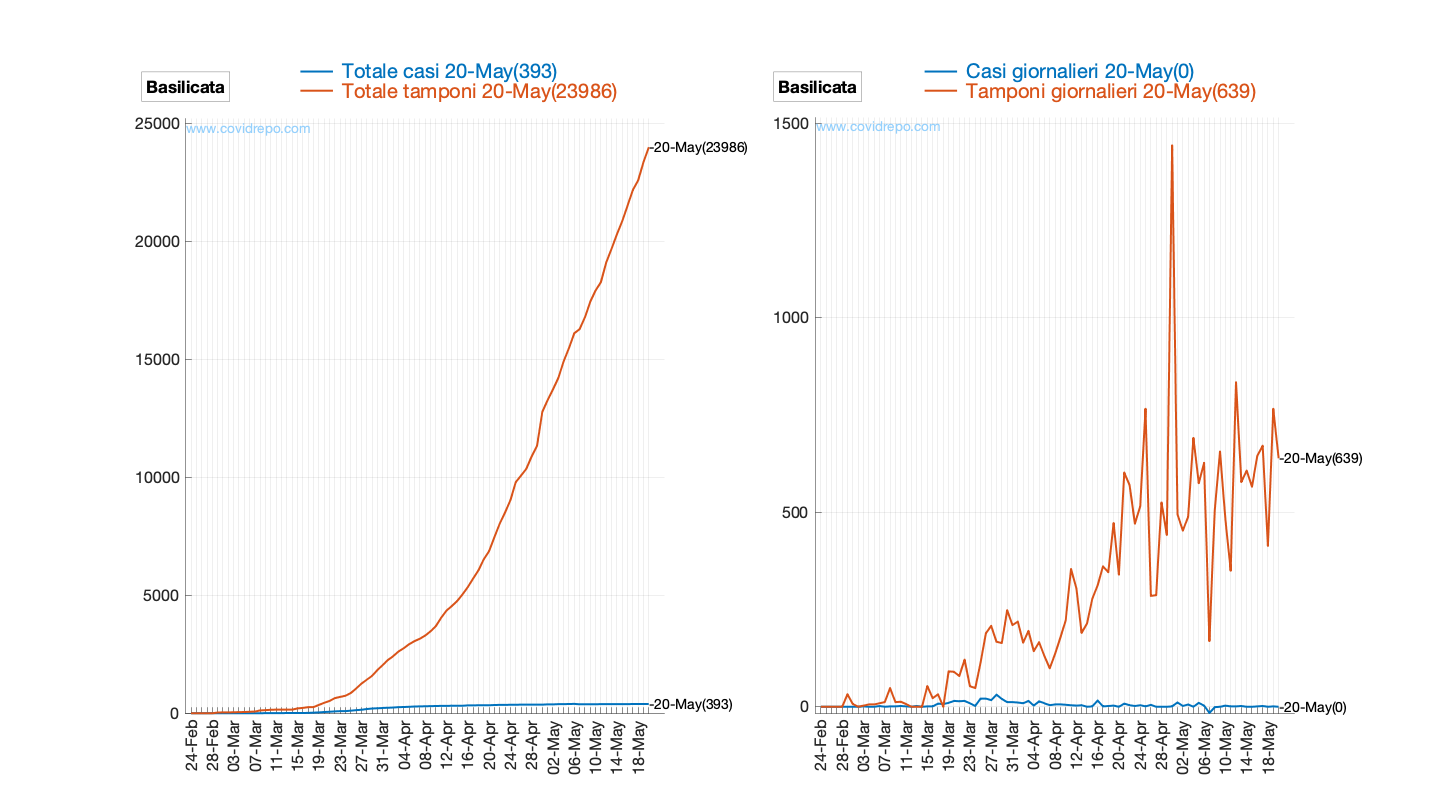 Basilicata
Totale casi 20-May(393)
Totale tamponi 20-May(23986)
www.covidrepo.com
25000
20000
15000
10000
5000
0
20-May(23986)
20-May(393)
24-Feb
28-Feb
03-Mar
07-Mar
11-Mar
15-Mar
19-Mar
23-Mar
27-Mar
31-Mar
04-Apr
08-Apr
12-Apr
16-Apr
20-Apr
24-Apr
28-Apr
02-May
06-May
10-May
14-May
18-May
Basilicata
Casi giornalieri 20-May(0)
Tamponi giornalieri 20-May(639)
www.covidrepo.com
1500
1000
500
0
20-May(639)
20-May(0)
24-Feb
28-Feb
03-Mar
07-Mar
11-Mar
15-Mar
19-Mar
23-Mar
27-Mar
31-Mar
04-Apr
08-Apr
12-Apr
16-Apr
20-Apr
24-Apr
28-Apr
02-May
06-May
10-May
14-May
18-May